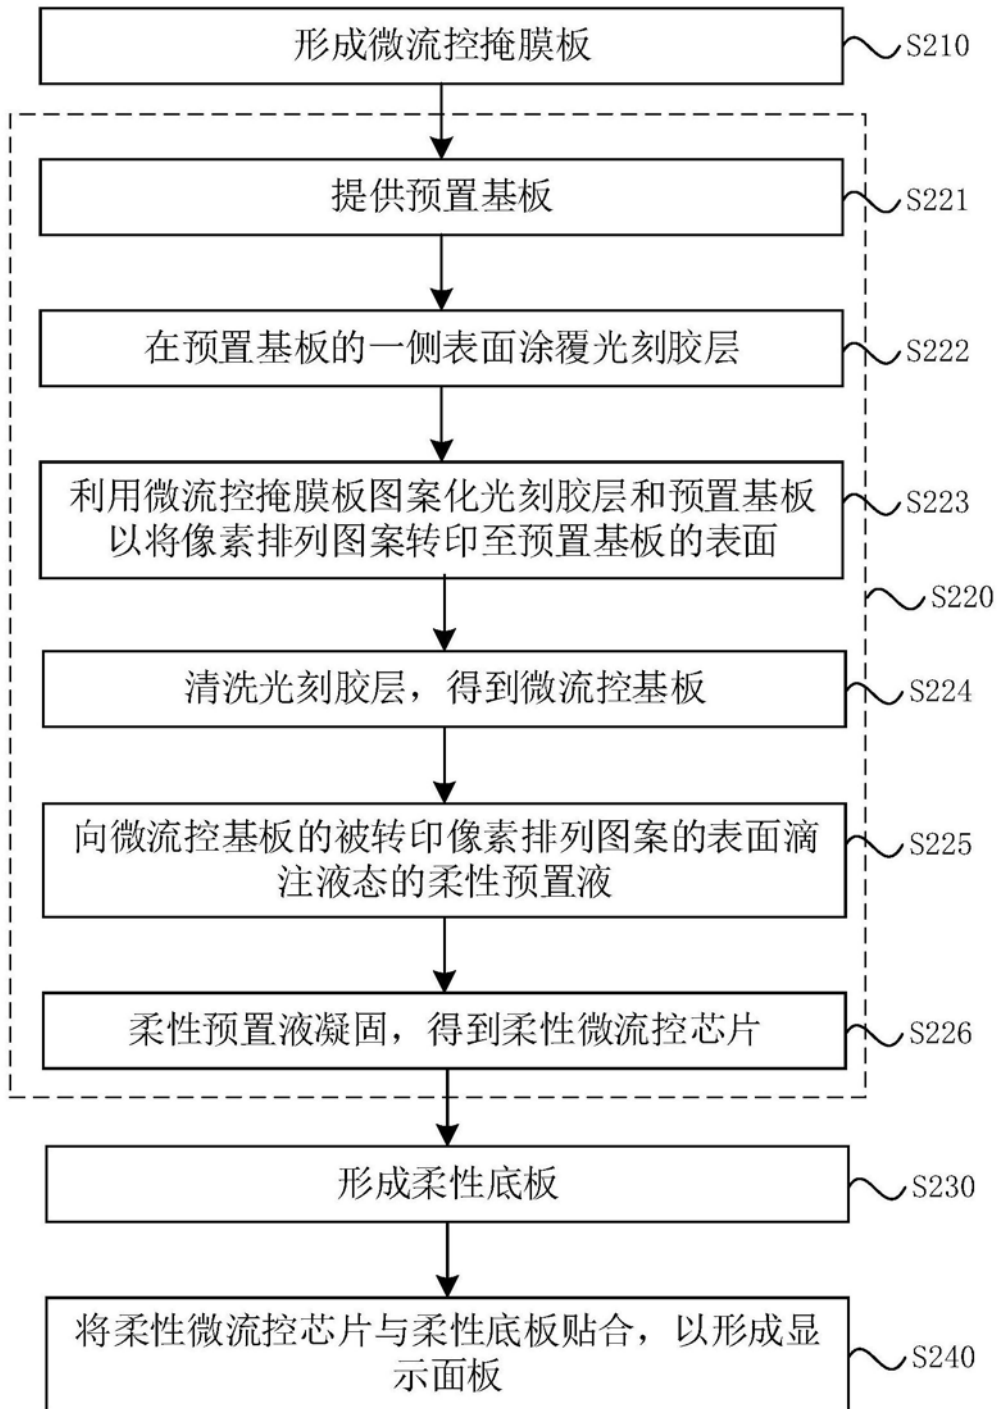 形成微流控掩膜板
S210
提供预置基板
S221
在预置基板的一侧表面涂覆光刻胶层
S222
利用微流控掩膜板图案化光刻胶层和预置基板
以将像素排列图案转印至预置基板的表面
S223
S220
清洗光刻胶层，得到微流控基板
S224
向微流控基板的被转印像素排列图案的表面滴
注液态的柔性预置液
S225
柔性预置液凝固，得到柔性微流控芯片
S226
形成柔性底板
S230
将柔性微流控芯片与柔性底板贴合，以形成显
示面板
S240